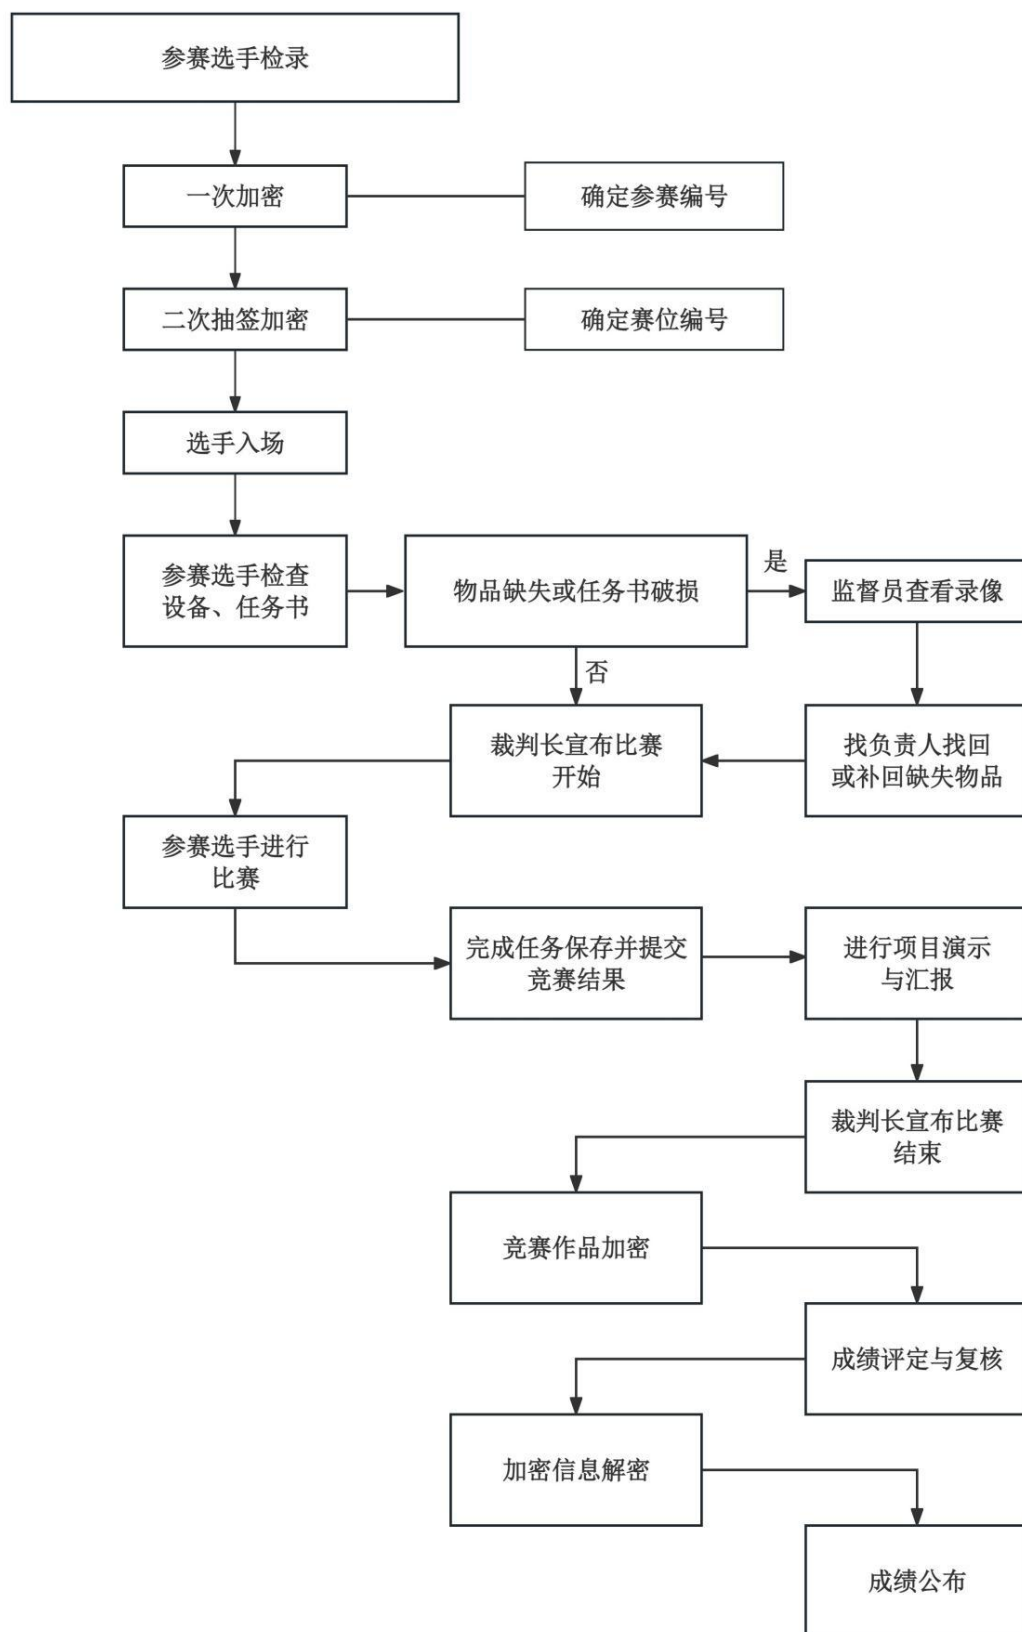 参赛选手检录
一次加密
确定参赛编号
二次抽签加密
确定赛位编号
选手入场
参赛选手检查
设备、任务书
物品缺失或任务书破损
是
监督员查看录像
否
裁判长宣布比赛
开始
找负责人找回
或补回缺失物品
参赛选手进行
比赛
完成任务保存并提交
竞赛结果
进行项目演示
与汇报
裁判长宣布比赛
结束
竞赛作品加密
成绩评定与复核
加密信息解密
成绩公布